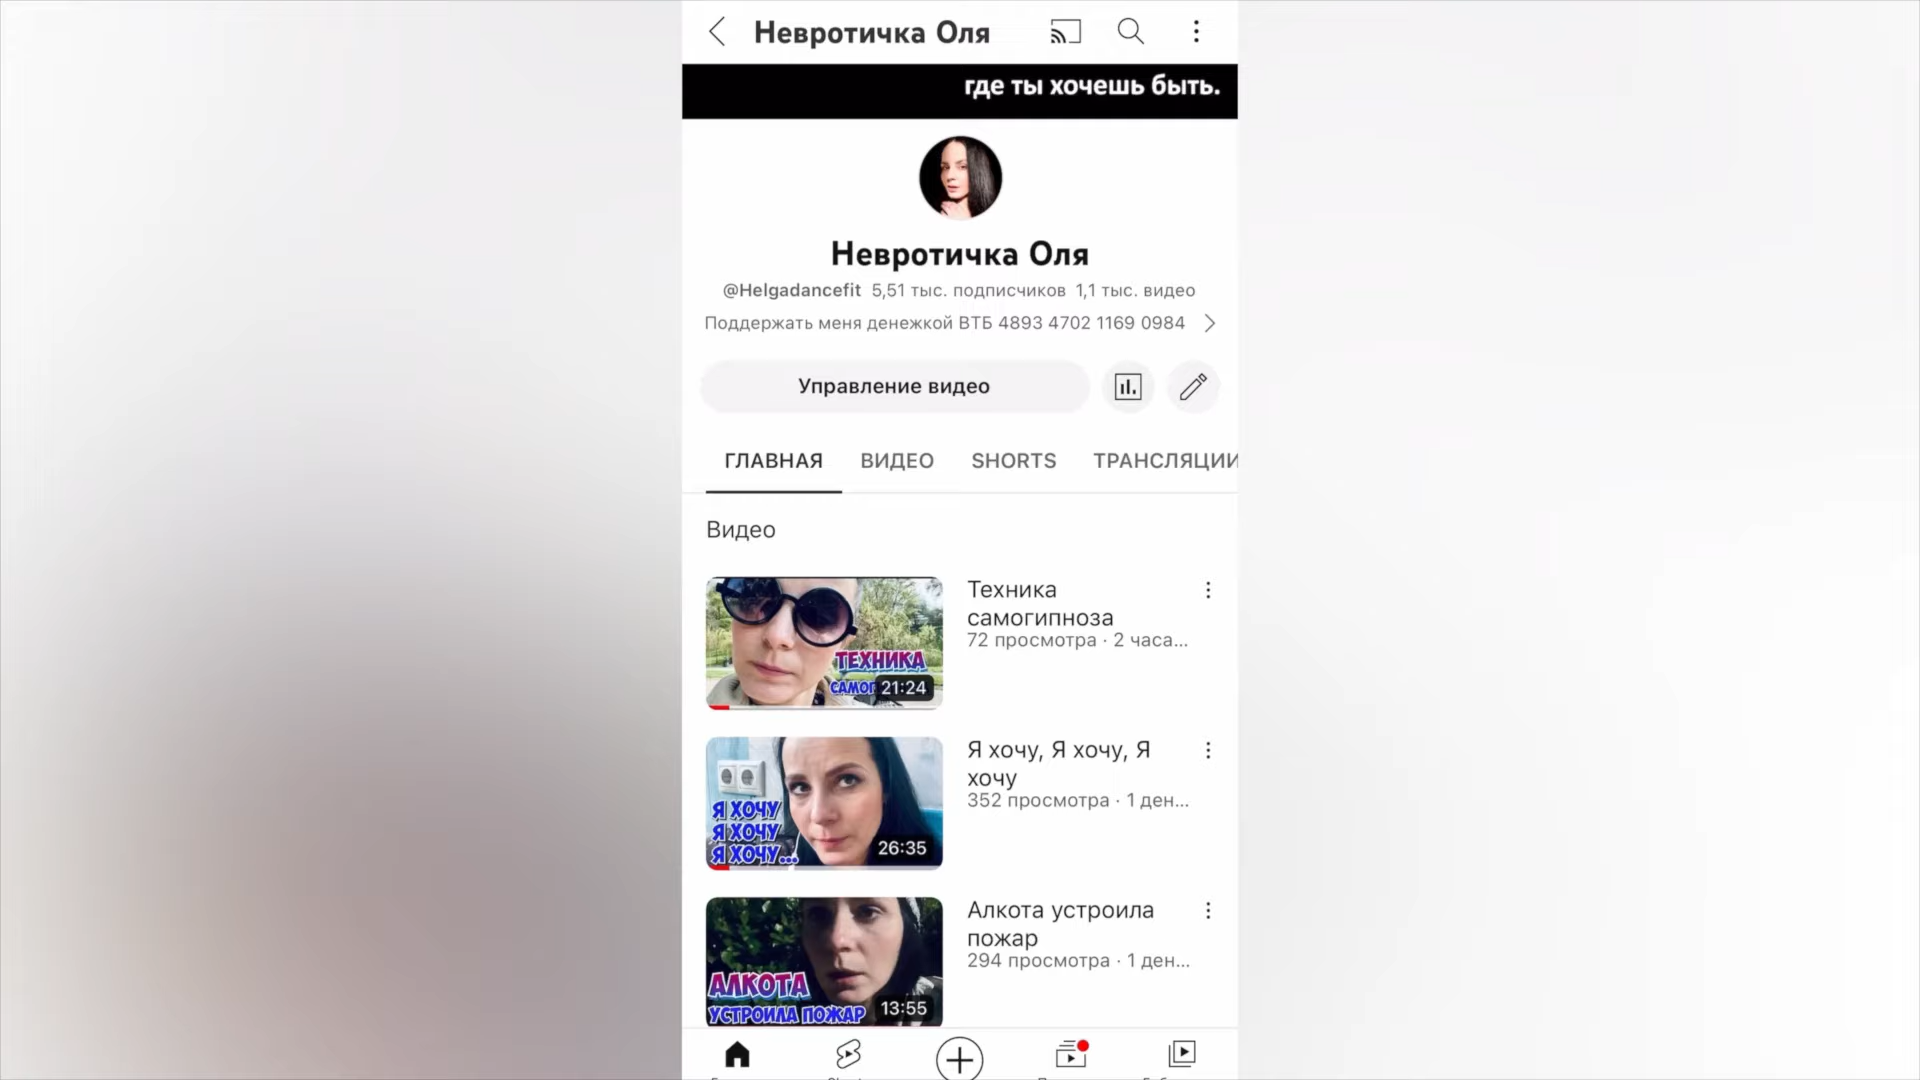 Невротичка Оля
где ты хочешь быть.
Невротичка Оля
@Helgadancefit 5,51 тыс. подписчиков 1,1 тыс. видео
Поддержать меня денежкой ВТБ 4893 4702 1169 0984
Управление видео
ГЛАВНАЯ ВИДЕО SHORTS ТРАНСЛЯЦИИ
Видео
ТЕХНИКА
21:24
Техника
самогипноза
72 просмотра · 2 часа...
Я ХОЧУ
Я ХОЧУ
Я ХОЧУ...
26:35
Я хочу, Я хочу, Я
хочу
352 просмотра · 1 ден...
АЛКОТА
УСТРОИЛА ПОЖАР
13:55
Алкота устроила
пожар
294 просмотра · 1 ден...